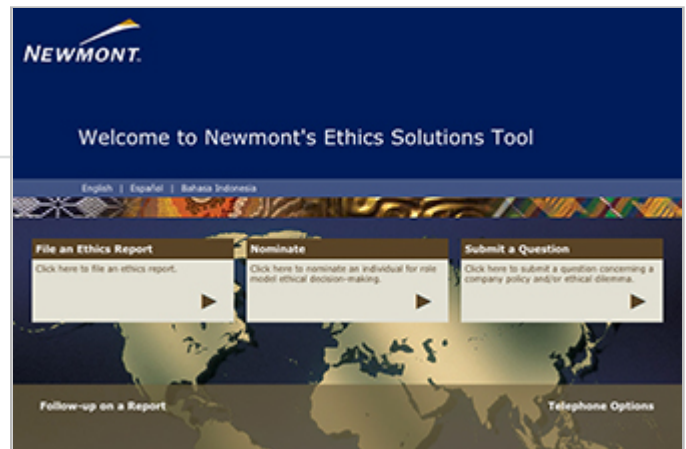 NEWMONT.
Welcome to Newmont's Ethics Solutions Tool
English | Español | Bahasa Indonesia
File an Ethics Report
Click here to file an ethics report.
Nominate
Click here to nominate an individual for role
model ethical decision-making.
Submit a Question
Click here to submit a question concerning a
company policy and/or ethical dilemma.
Follow-up on a Report
Telephone Options